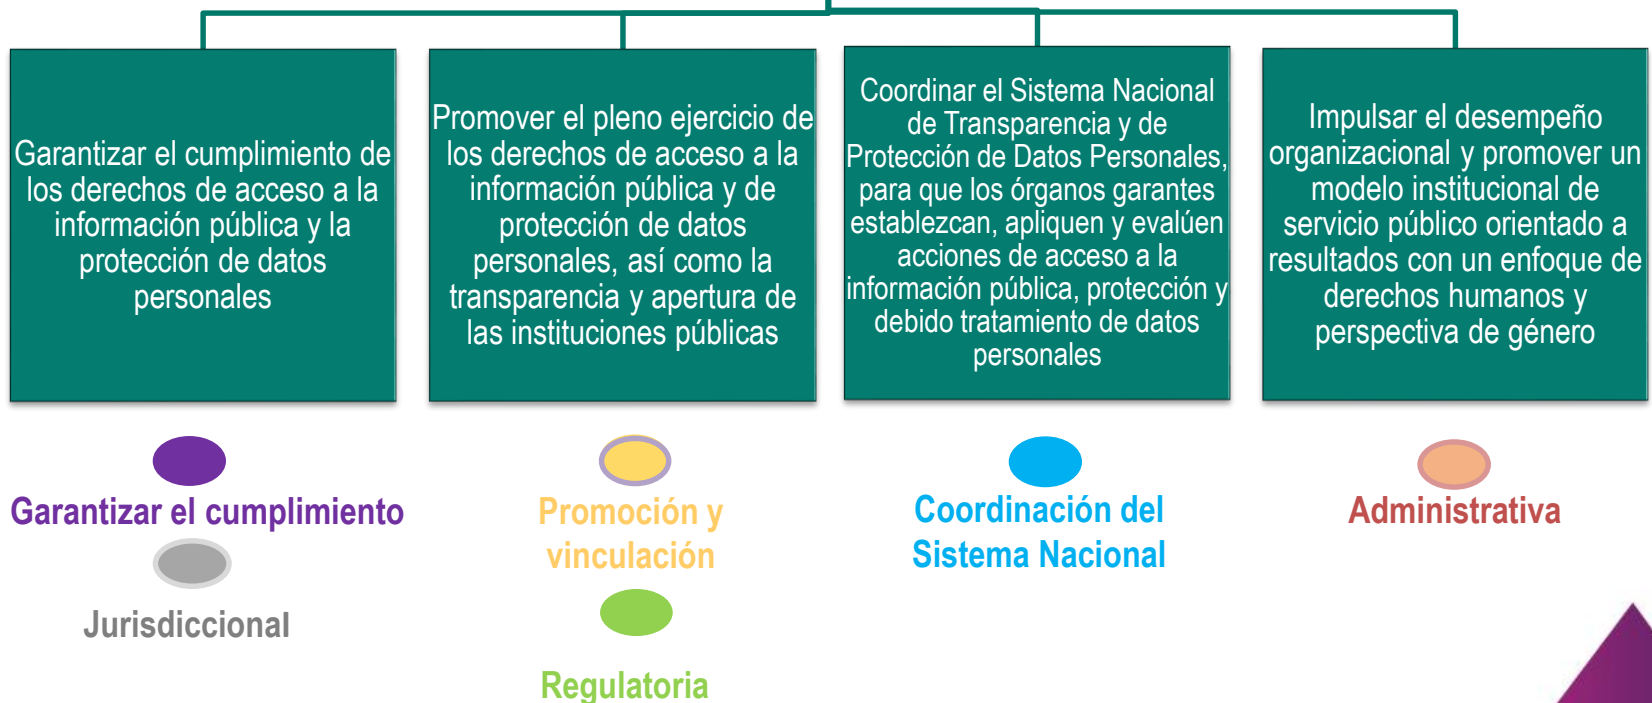 Garantizar el cumplimiento de
los derechos de acceso a la
información pública y la
protección de datos
personales
Promover el pleno ejercicio de
los derechos de acceso a la
información pública y de
protección de datos
personales, así como la
transparencia y apertura de
las instituciones públicas
Coordinar el Sistema Nacional
de Transparencia y de
Protección de Datos Personales,
para que los órganos garantes
establezcan, apliquen y evalúen
acciones de acceso a la
información pública, protección y
debido tratamiento de datos
personales
Impulsar el desempeño
organizacional y promover un
modelo institucional de
servicio público orientado a
resultados con un enfoque de
derechos humanos y
perspectiva de género
Garantizar el cumplimiento
Jurisdiccional
Promoción y
vinculación
Regulatoria
Coordinación del
Sistema Nacional
Administrativa